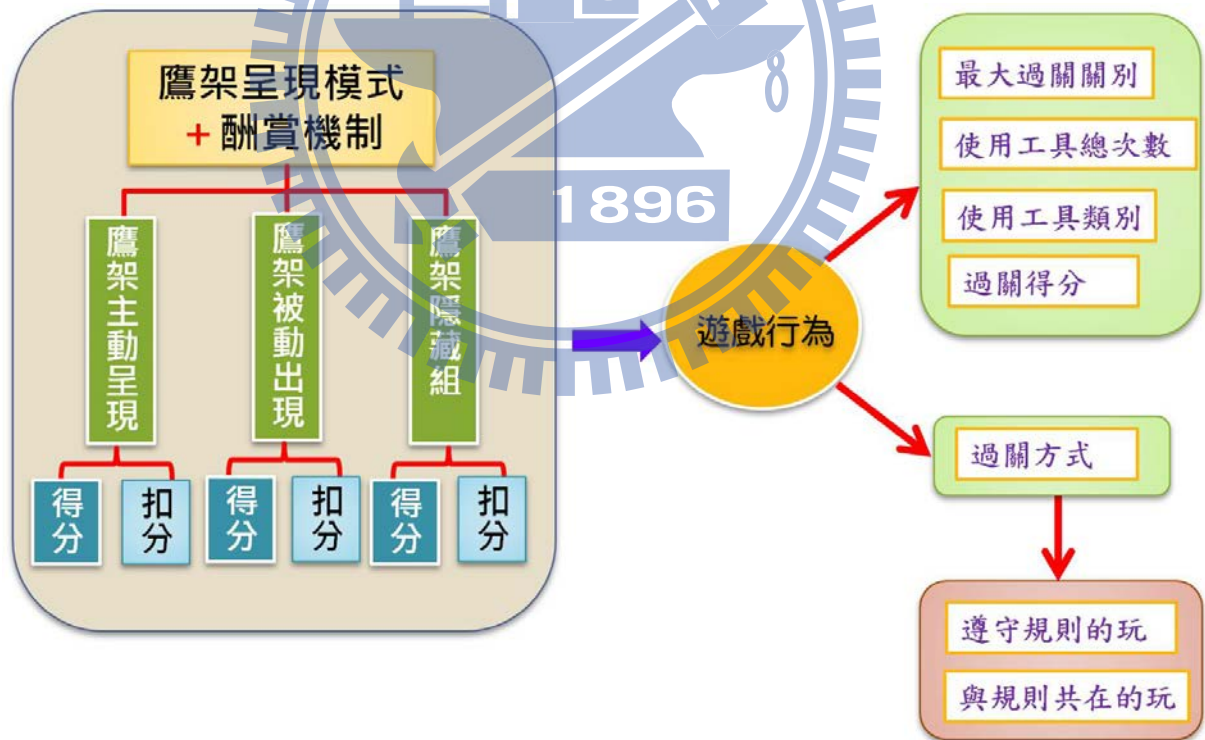 鷹架呈現模式
+酬賞機制
鷹架主動呈現
鷹架被動出現
鷹架隱藏組
得分
扣分
得分
扣分
得分
扣分
1896
遊戲行為
最大過關關別
使用工具總次數
使用工具類別
過關得分
過關方式
遵守規則的玩
與規則共在的玩